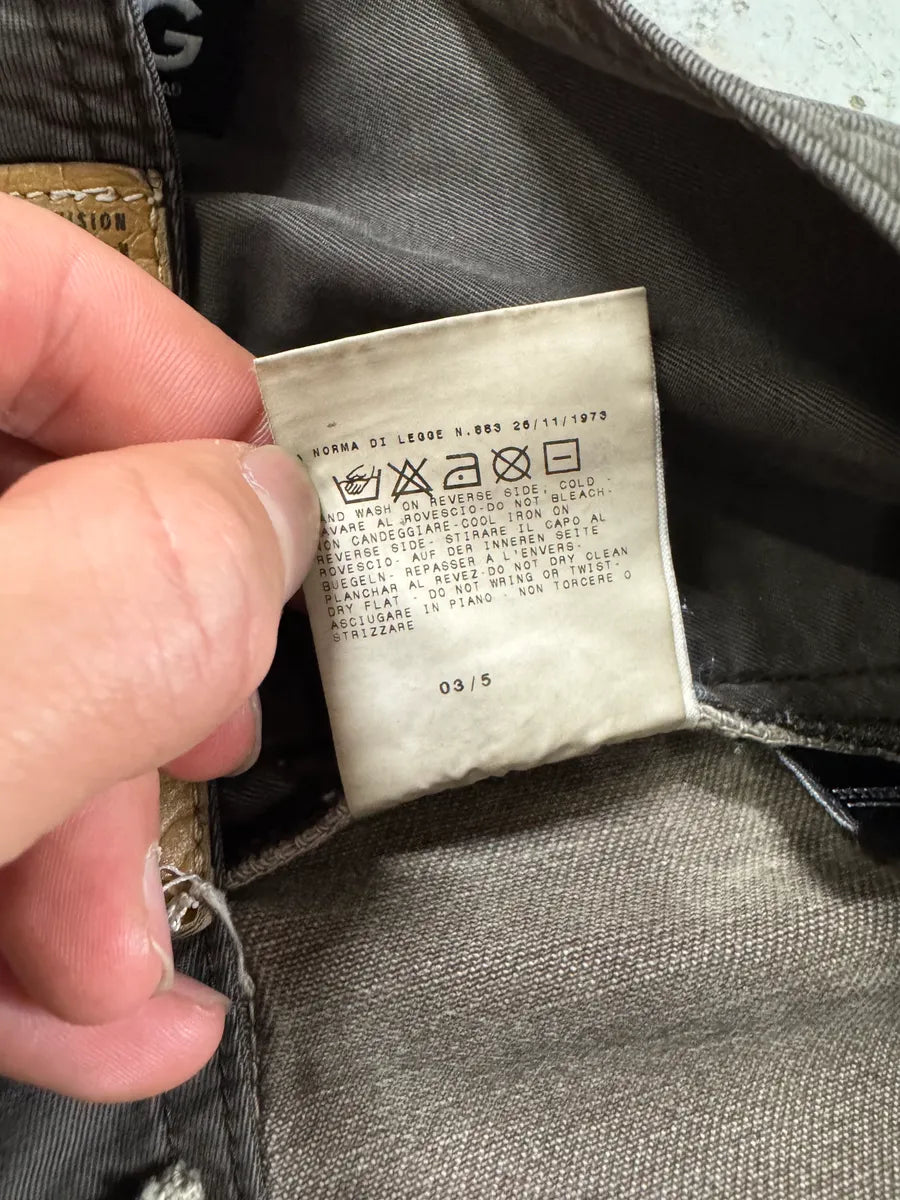 G
ISION
NORMA DI LEGGE N.883 26/11/1973
AND WASH ON REVERSE SIDE, COLD -
AVARE AL ROVESCIO-DO NOT BLEACH-
NON CANDEGGIARE-COOL IRON ON
REVERSE SIDE- STIRARE IL CAPO AL
ROVESCIO- AUF DER INNEREN SEITE
BUEGELN- REPASSER A L'ENVERS-
PLANCHAR AL REVEZ-DO NOT DRY CLEAN
DRY FLAT - DO NOT WRING OR TWIST-
ASCIUGARE IN PIANO - NON TORCERE O
STRIZZARE
03/5